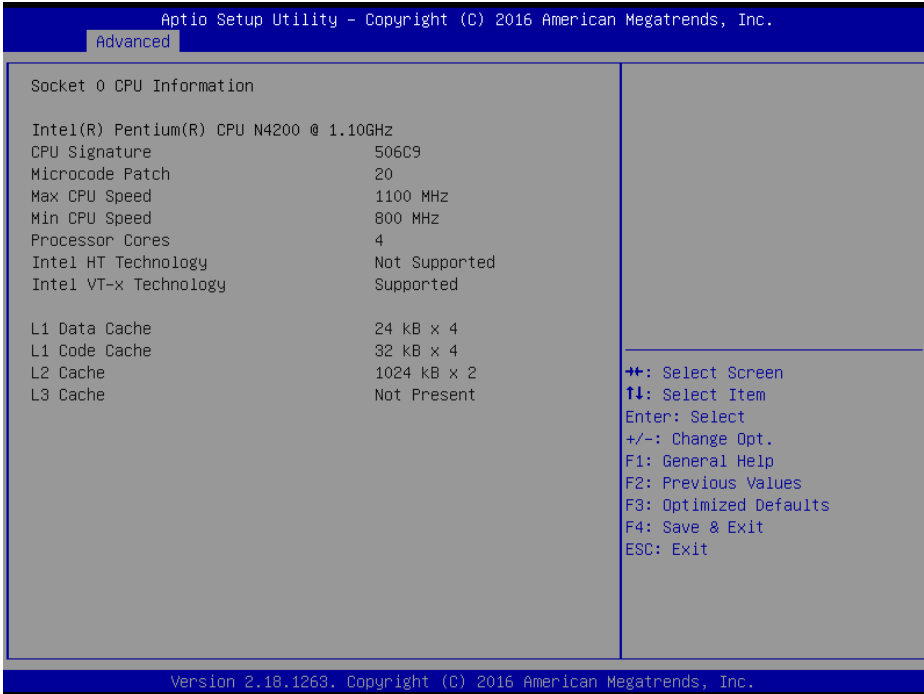 Aptio Setup Utility – Copyright (C) 2016 American Megatrends, Inc.
Advanced
Socket 0 CPU Information
Intel(R) Pentium(R) CPU N4200 @ 1.10GHz
CPU Signature 506C9
Microcode Patch 20
Max CPU Speed 1100 MHz
Min CPU Speed 800 MHz
Processor Cores 4
Intel HT Technology Not Supported
Intel VT-x Technology Supported
L1 Data Cache 24 kB x 4
L1 Code Cache 32 kB x 4
L2 Cache 1024 kB x 2
L3 Cache Not Present
→←: Select Screen
↑↓: Select Item
Enter: Select
+/-: Change Opt.
F1: General Help
F2: Previous Values
F3: Optimized Defaults
F4: Save & Exit
ESC: Exit
Version 2.18.1263. Copyright (C) 2016 American Megatrends, Inc.